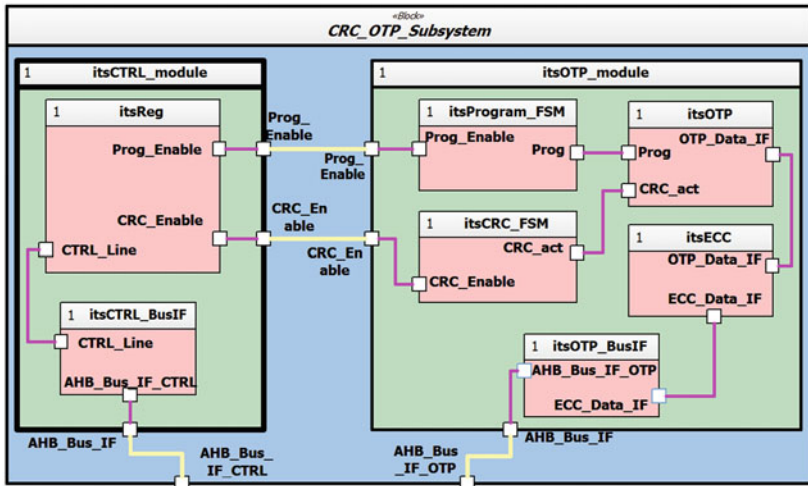 «Block»
CRC_OTP_Subsystem
1 itsCTRL_module
1 itsReg
Prog_Enable
CRC_Enable
CTRL_Line
1 itsCTRL_BusIF
CTRL_Line
AHB_Bus_IF_CTRL
AHB_Bus_IF
AHB_Bus_
IF_CTRL
Prog_
Enable
Prog_
Enable
CRC_En
able
CRC_En
able
1 itsOTP_module
1 itsProgram_FSM
Prog_Enable
Prog
1 itsOTP
OTP_Data_IF
Prog
CRC_act
1 itsCRC_FSM
CRC_act
CRC_Enable
1 itsECC
OTP_Data_IF
ECC_Data_IF
1 itsOTP_BusIF
AHB_Bus_IF_OTP
ECC_Data_IF
AHB_Bus_IF
AHB_Bus
_IF_OTP